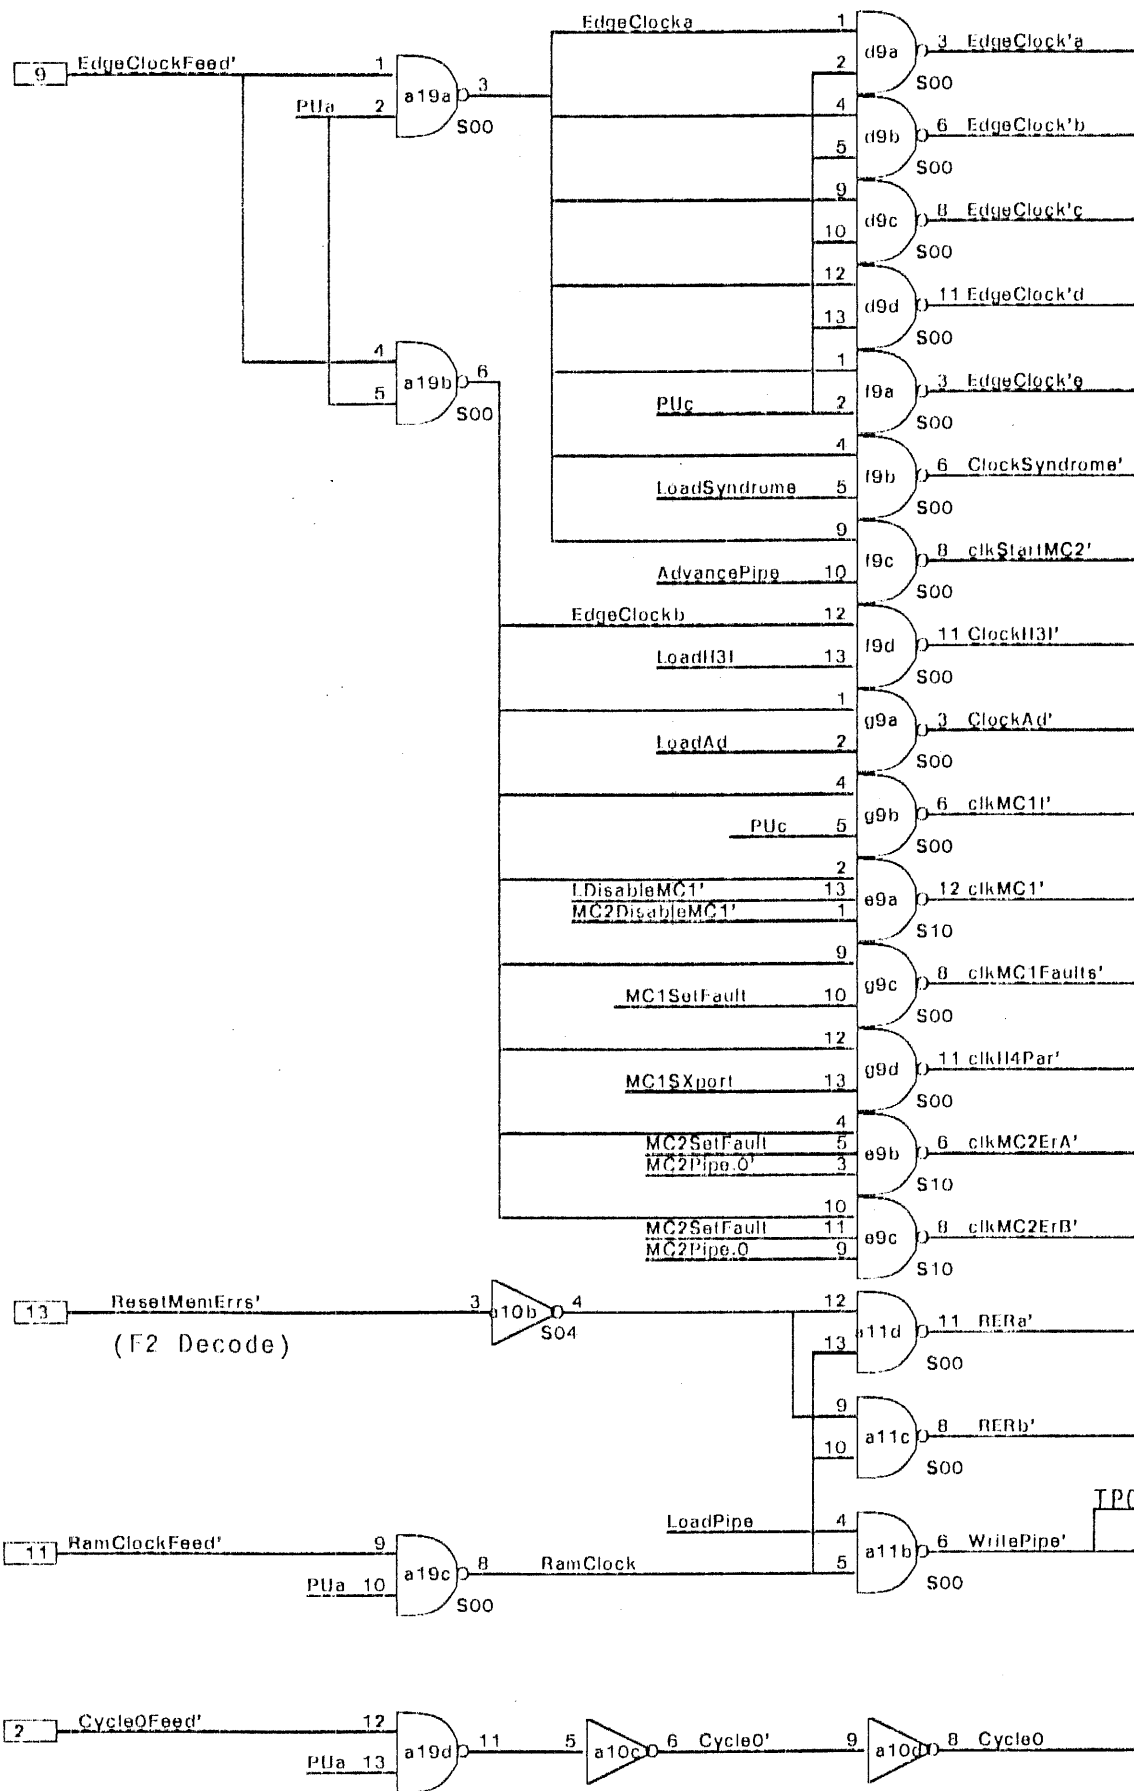 EdgeClocka 1 d9a 3 EdgeClock'a
9 EdgeClockFeed' 1 a19a 3 2 S00
PUa 2 S00 4 d9b 6 EdgeClock'b
5 S00
9 d9c 8 EdgeClock'c
10 S00
12 d9d 11 EdgeClock'd
13 S00
4 a19b 6 1 f9a 3 EdgeClock'e
5 S00 PUc 2 S00
4 f9b 6 ClockSyndrome'
LoadSyndrome 5 S00
9 f9c 8 clkStartMC2'
AdvancePipe 10 S00
EdgeClockb 12 f9d 11 ClockH3I'
LoadH3I 13 S00
1 g9a 3 ClockAd'
LoadAd 2 S00
4 g9b 6 clkMC1I'
PUc 5 S00
2 e9a 12 clkMC1'
LDisableMC1' 13
MC2DisableMC1' 1 S10
9 g9c 8 clkMC1Faults'
MC1SetFault 10 S00
12 g9d 11 clkH4Par'
MC1SXport 13 S00
4 e9b 6 clkMC2ErA'
MC2SetFault 5
MC2Pipe.0' 3 S10
10 e9c 8 clkMC2ErB'
MC2SetFault 11
MC2Pipe.0 9 S10
13 ResetMemErrs' 3 a10b 4 12 a11d 11 RERa'
(F2 Decode) S04 13 S00
9 a11c 8 RERb'
10 S00
LoadPipe 4 a11b 6 WritePipe' TP(
11 RamClockFeed' 9 a19c 8 RamClock 5 S00
PUa 10 S00
2 Cycle0Feed' 12 a19d 11 5 a10c 6 Cycle0' 9 a10d 8 Cycle0
PUa 13